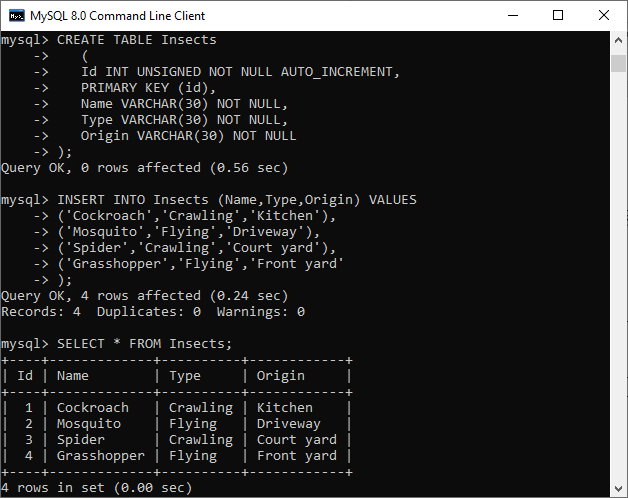 MySQL 8.0 Command Line Client
mysql> CREATE TABLE Insects
    ->    (
    ->    Id INT UNSIGNED NOT NULL AUTO_INCREMENT,
    ->    PRIMARY KEY (id),
    ->    Name VARCHAR(30) NOT NULL,
    ->    Type VARCHAR(30) NOT NULL,
    ->    Origin VARCHAR(30) NOT NULL
    -> );
Query OK, 0 rows affected (0.56 sec)

mysql> INSERT INTO Insects (Name,Type,Origin) VALUES
    -> ('Cockroach','Crawling','Kitchen'),
    -> ('Mosquito','Flying','Driveway'),
    -> ('Spider','Crawling','Court yard'),
    -> ('Grasshopper','Flying','Front yard'
    -> );
Query OK, 4 rows affected (0.24 sec)
Records: 4  Duplicates: 0  Warnings: 0

mysql> SELECT * FROM Insects;
+----+-------------+----------+------------+
| Id | Name        | Type     | Origin     |
+----+-------------+----------+------------+
|  1 | Cockroach   | Crawling | Kitchen    |
|  2 | Mosquito    | Flying   | Driveway   |
|  3 | Spider      | Crawling | Court yard |
|  4 | Grasshopper | Flying   | Front yard |
+----+-------------+----------+------------+
4 rows in set (0.00 sec)